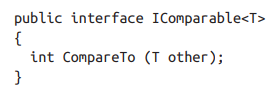 public interface IComparable<T>
{
  int CompareTo (T other);
}